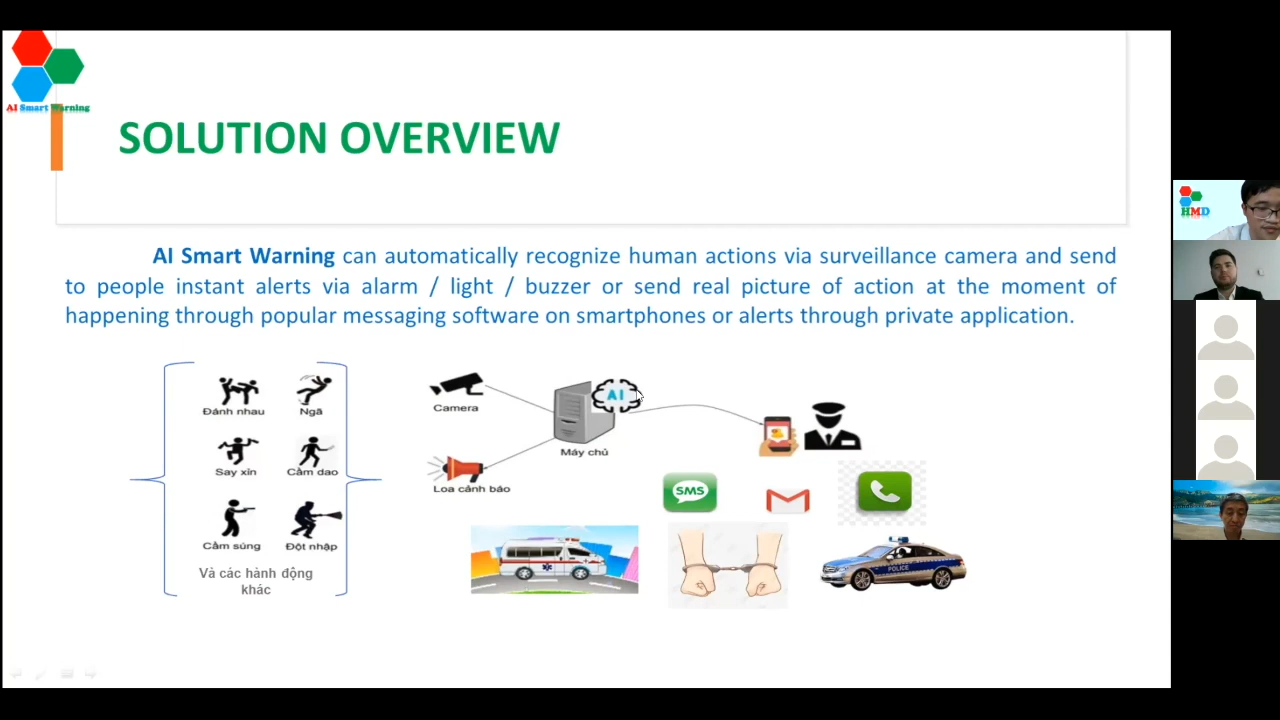 AI Smart Warning
SOLUTION OVERVIEW
AI Smart Warning can automatically recognize human actions via surveillance camera and send
to people instant alerts via alarm / light / buzzer or send real picture of action at the moment of
happening through popular messaging software on smartphones or alerts through private application.
Đánh nhau
Ngã
Say xỉn
Cầm dao
Cầm súng
Đột nhập
Và các hành động
khác
Camera
AI
Máy chủ
Loa cảnh báo
SMS
POLICE
HMD